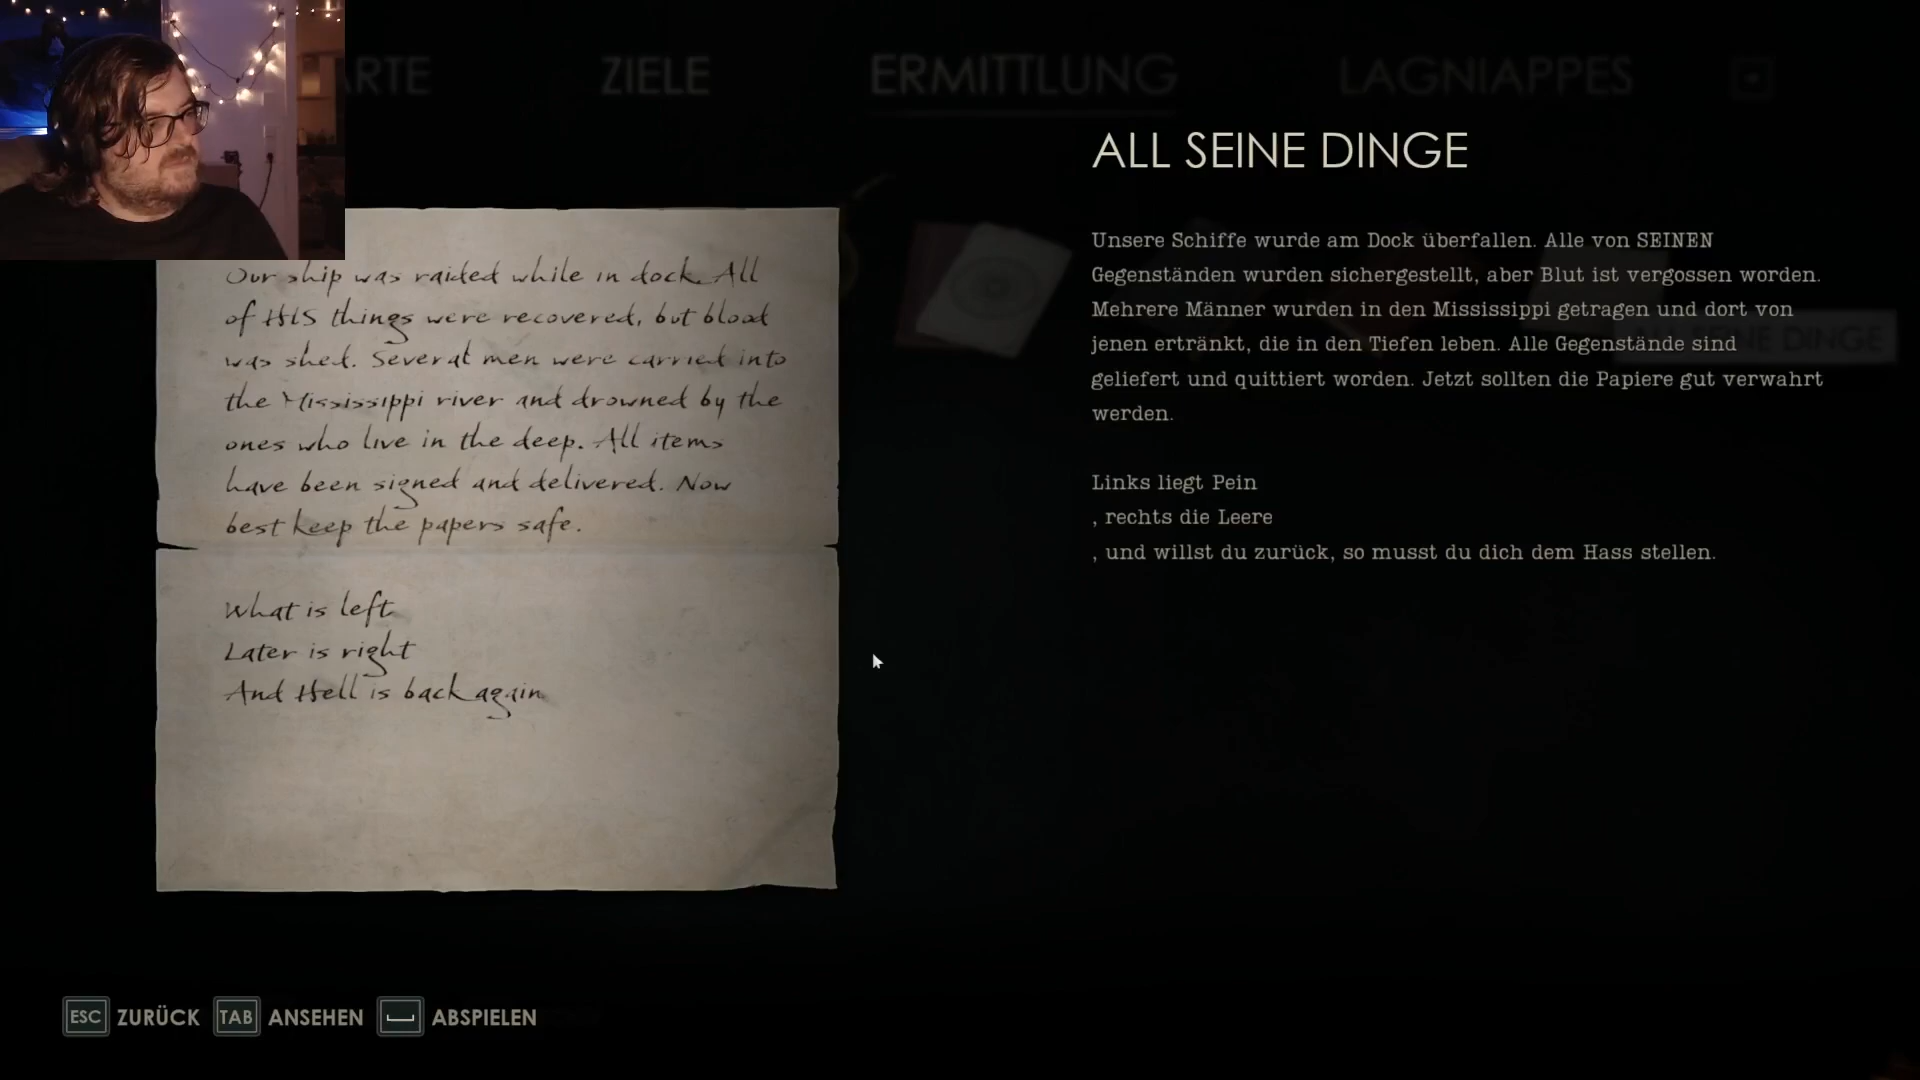 ARTE ZIELE ERMITTLUNG LAGNIAPPES
ALL SEINE DINGE
Our ship was raided while in dock. All
of HIS things were recovered, but blood
was shed. Several men were carried into
the Mississippi river and drowned by the
ones who live in the deep. All items
have been signed and delivered. Now
best keep the papers safe.
What is left
Later is right
And Hell is back again
Unsere Schiffe wurde am Dock überfallen. Alle von SEINEN
Gegenständen wurden sichergestellt, aber Blut ist vergossen worden.
Mehrere Männer wurden in den Mississippi getragen und dort von
jenen ertränkt, die in den Tiefen leben. Alle Gegenstände sind
geliefert und quittiert worden. Jetzt sollten die Papiere gut verwahrt
werden.
Links liegt Pein
, rechts die Leere
, und willst du zurück, so musst du dich dem Hass stellen.
ALL SEINE DINGE
ESC ZURÜCK TAB ANSEHEN ABSPIELEN